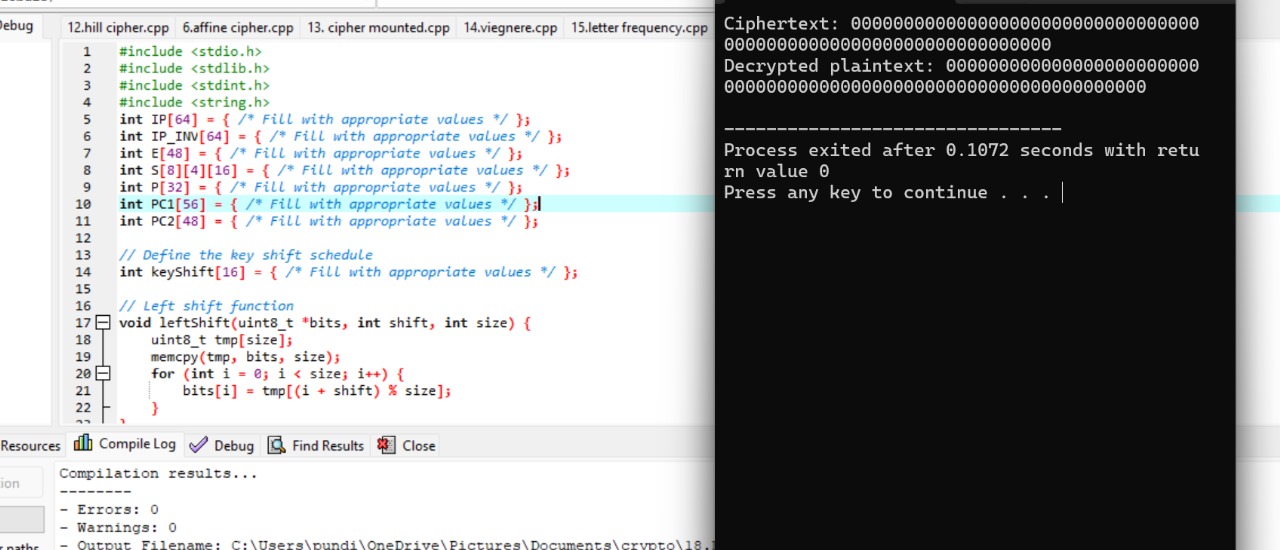 Debug
12.hill cipher.cpp 6.affine cipher.cpp 13. cipher mounted.cpp 14.viegnere.cpp 15.letter frequency.cpp
1 #include <stdio.h>
2 #include <stdlib.h>
3 #include <stdint.h>
4 #include <string.h>
5 int IP[64] = { /* Fill with appropriate values */ };
6 int IP_INV[64] = { /* Fill with appropriate values */ };
7 int E[48] = { /* Fill with appropriate values */ };
8 int S[8][4][16] = { /* Fill with appropriate values */ };
9 int P[32] = { /* Fill with appropriate values */ };
10 int PC1[56] = { /* Fill with appropriate values */ };
11 int PC2[48] = { /* Fill with appropriate values */ };
12
13 // Define the key shift schedule
14 int keyShift[16] = { /* Fill with appropriate values */ };
15
16 // Left shift function
17 void leftShift(uint8_t *bits, int shift, int size) {
18 uint8_t tmp[size];
19 memcpy(tmp, bits, size);
20 for (int i = 0; i < size; i++) {
21 bits[i] = tmp[(i + shift) % size];
22 }
Resources Compile Log Debug Find Results Close
Compilation results...
--------
- Errors: 0
- Warnings: 0
- Output Filename: C:\Users\pundi\OneDrive\Pictures\Documents\crypto\18.
Ciphertext: 000000000000000000000000000000000
0000000000000000000000000000000
Decrypted plaintext: 000000000000000000000000
0000000000000000000000000000000000000000
--------------------------------
Process exited after 0.1072 seconds with retu
rn value 0
Press any key to continue . . .